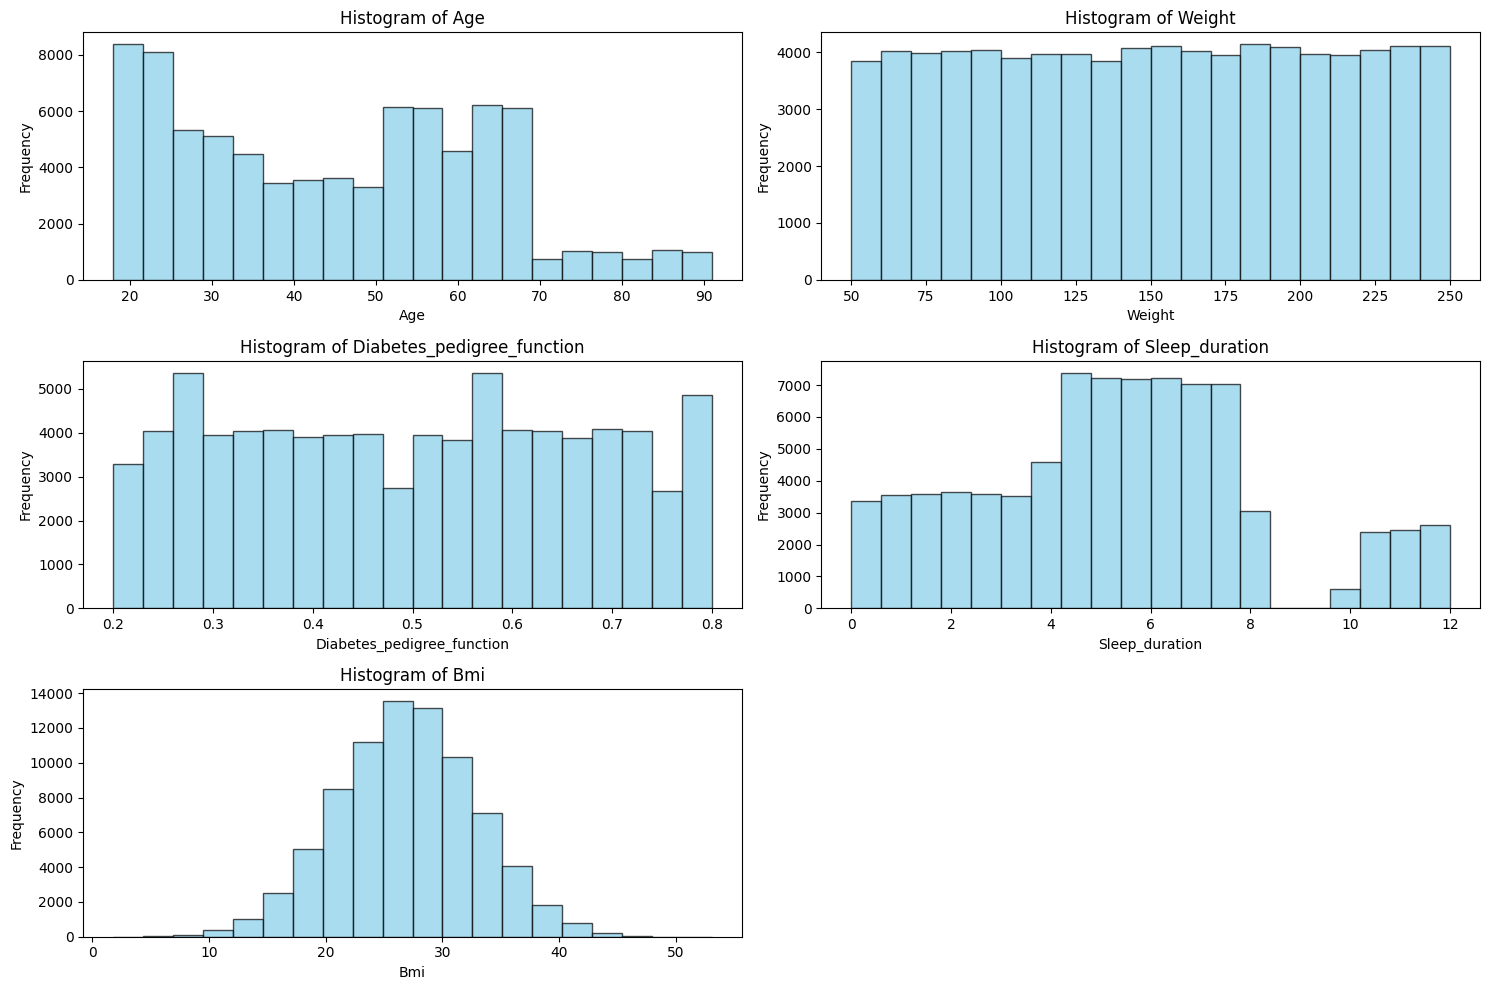 Histogram of Age
Frequency
8000
6000
4000
2000
0
20 30 40 50 60 70 80 90
Age
Histogram of Weight
Frequency
4000
3000
2000
1000
0
50 75 100 125 150 175 200 225 250
Weight
Histogram of Diabetes_pedigree_function
Frequency
5000
4000
3000
2000
1000
0
0.2 0.3 0.4 0.5 0.6 0.7 0.8
Diabetes_pedigree_function
Histogram of Sleep_duration
Frequency
7000
6000
5000
4000
3000
2000
1000
0
0 2 4 6 8 10 12
Sleep_duration
Histogram of Bmi
Frequency
14000
12000
10000
8000
6000
4000
2000
0
0 10 20 30 40 50
Bmi